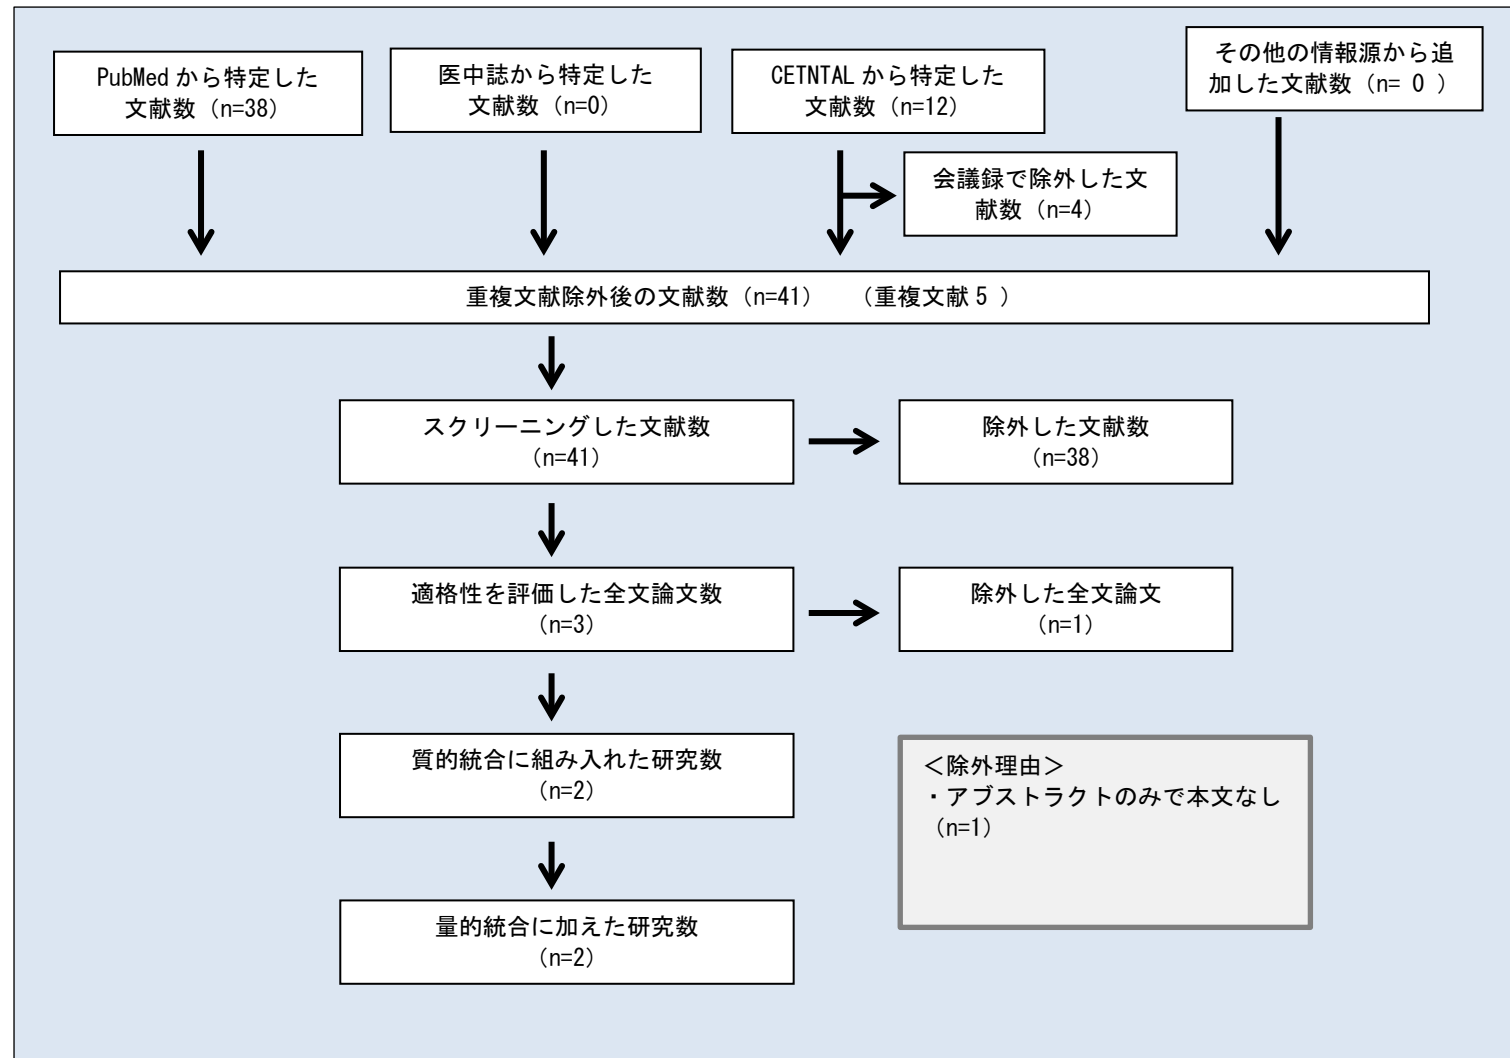 PubMed から特定した
文献数（n=38）
医中誌から特定した
文献数（n=0）
CETNTAL から特定した
文献数（n=12）
その他の情報源から追
加した文献数（n= 0 ）
会議録で除外した文
献数（n=4）
重複文献除外後の文献数（n=41）　（重複文献 5 ）
スクリーニングした文献数
（n=41）
除外した文献数
（n=38）
適格性を評価した全文論文数
（n=3）
除外した全文論文
（n=1）
質的統合に組み入れた研究数
（n=2）
＜除外理由＞
・アブストラクトのみで本文なし
（n=1）
量的統合に加えた研究数
（n=2）